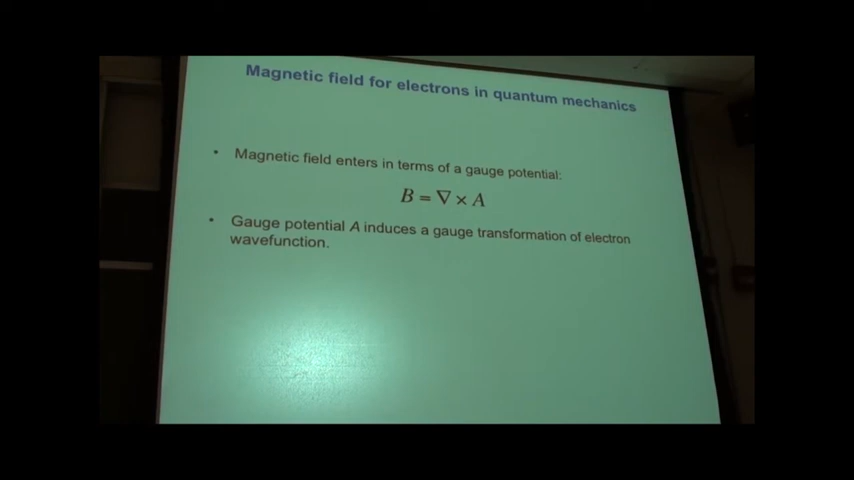 Magnetic field for electrons in quantum mechanics
• Magnetic field enters in terms of a gauge potential:
B = ∇ × A
• Gauge potential A induces a gauge transformation of electron
wavefunction.